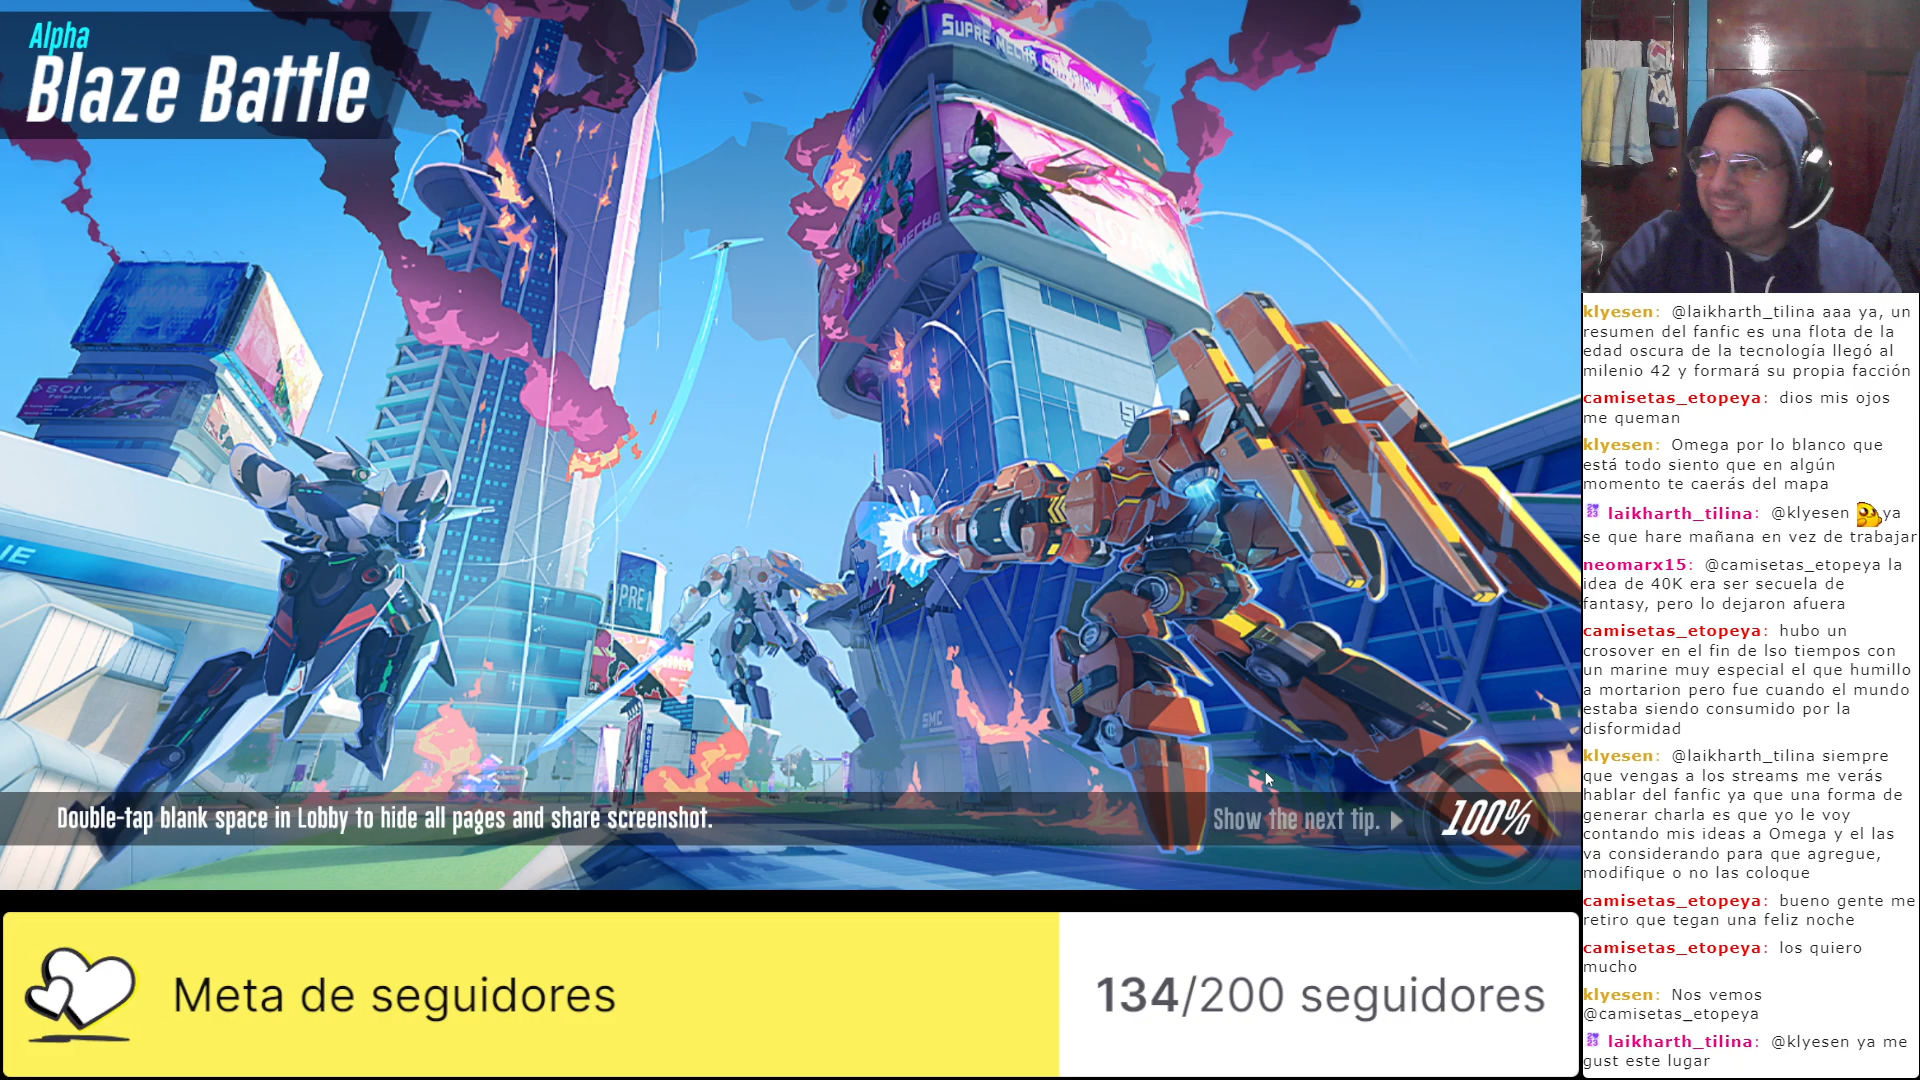 Alpha
Blaze Battle
SUPRE MECHA CHAMPION
SMC
Double-tap blank space in Lobby to hide all pages and share screenshot.
Show the next tip.
100%
Meta de seguidores
134/200 seguidores
klyesen: @laikharth_tilina aaa ya, un
resumen del fanfic es una flota de la
edad oscura de la tecnología llegó al
milenio 42 y formará su propia facción
camisetas_etopeya: dios mis ojos
me queman
klyesen: Omega por lo blanco que
está todo siento que en algún
momento te caerás del mapa
laikharth_tilina: @klyesen ya
se que hare mañana en vez de trabajar
neomarx15: @camisetas_etopeya la
idea de 40K era ser secuela de
fantasy, pero lo dejaron afuera
camisetas_etopeya: hubo un
crosover en el fin de lso tiempos con
un marine muy especial el que humillo
a mortarion pero fue cuando el mundo
estaba siendo consumido por la
disformidad
klyesen: @laikharth_tilina siempre
que vengas a los streams me verás
hablar del fanfic ya que una forma de
generar charla es que yo le voy
contando mis ideas a Omega y el las
va considerando para que agregue,
modifique o no las coloque
camisetas_etopeya: bueno gente me
retiro que tegan una feliz noche
camisetas_etopeya: los quiero
mucho
klyesen: Nos vemos
@camisetas_etopeya
laikharth_tilina: @klyesen ya me
gust este lugar